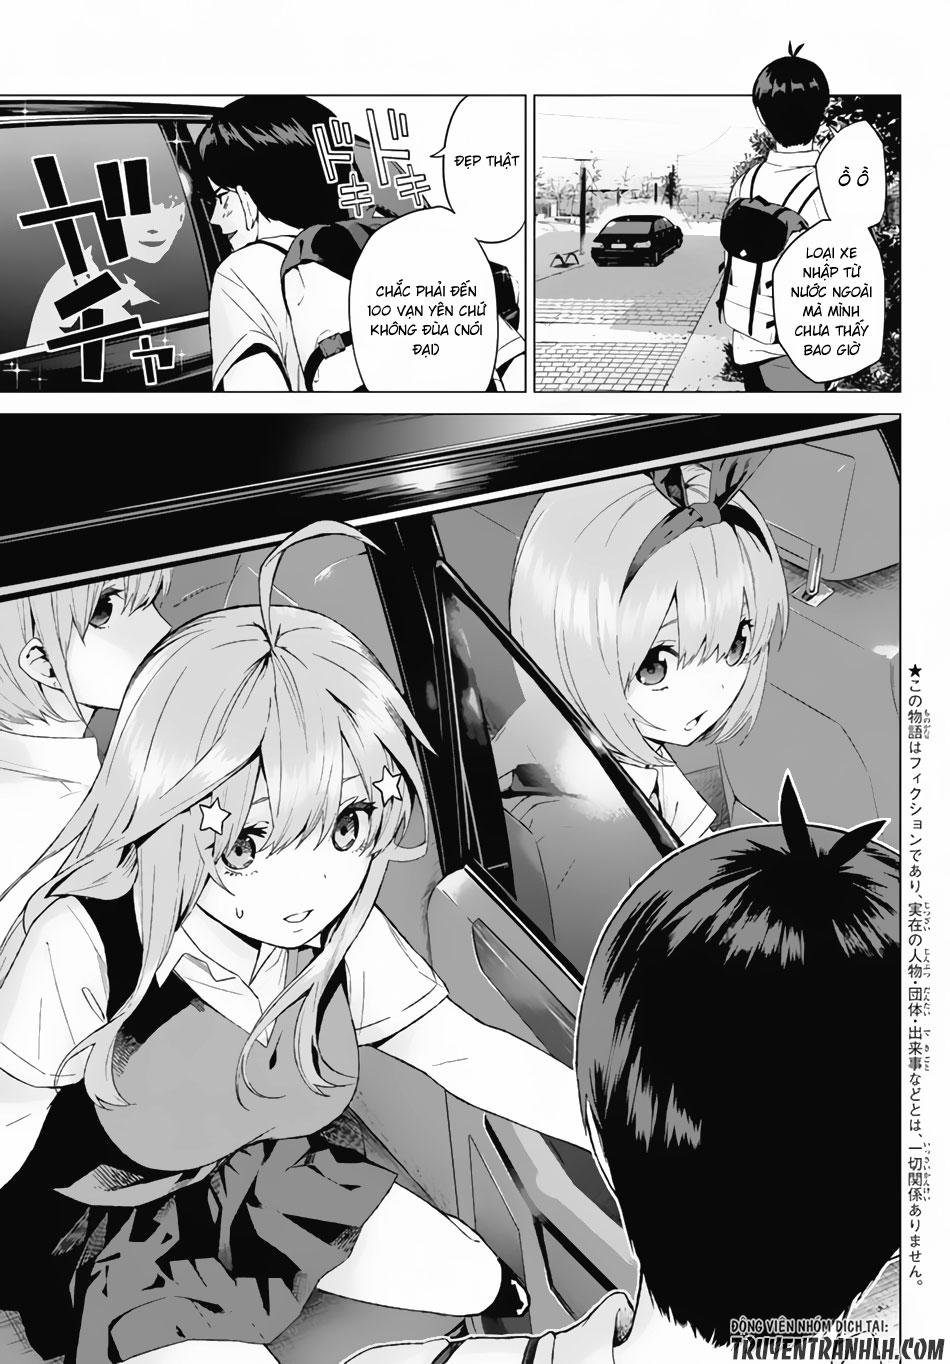 Ồ Ồ
LOẠI XE
NHẬP TỪ
NƯỚC NGOÀI
MÀ MÌNH
CHƯA THẤY
BAO GIỜ
ĐẸP THẬT
CHẮC PHẢI ĐẾN
100 VẠN YÊN CHỨ
KHÔNG ĐÙA (NÓI
ĐẠI)
ドキ
ドキ
ガチャ
★この物語はフィクションであり、実在の人物・団体・出来事などとは、一切関係ありません。
ĐỘNG VIÊN NHÓM DỊCH TẠI:
TRUYENTRANHLH.COM